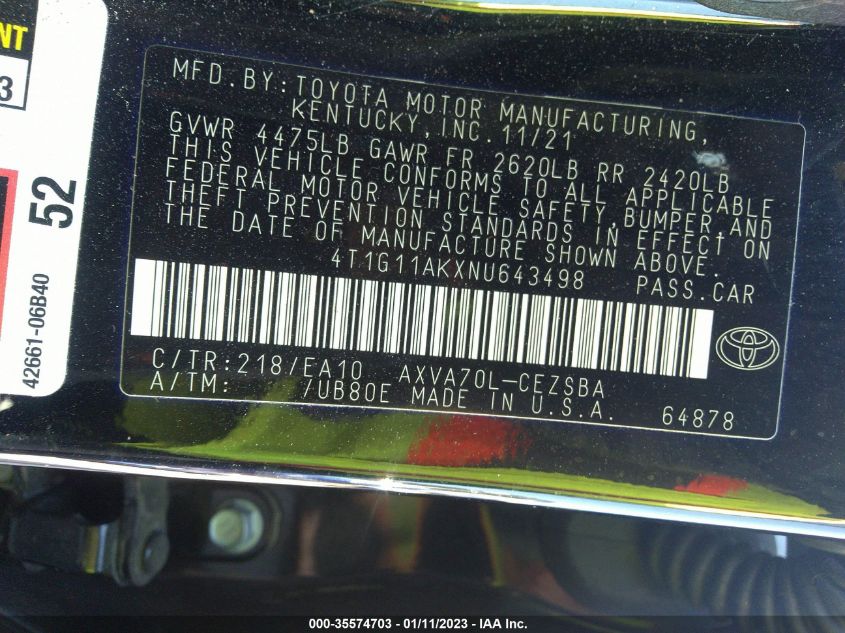 ENT
3
52
42661-06B40
MFD.BY:TOYOTA MOTOR MANUFACTURING,
KENTUCKY,INC.11/21
GVWR 4475LB GAWR FR 2620LB RR 2420LB
THIS VEHICLE CONFORMS TO ALL APPLICABLE
FEDERAL MOTOR VEHICLE SAFETY,BUMPER,AND
THEFT PREVENTION STANDARDS IN EFFECT ON
THE DATE OF MANUFACTURE SHOWN ABOVE.
4T1G11AKXNU643498 PASS.CAR
C/TR:218/EA10 AXVA70L-CEZSBA
A/TM: /UB80E MADE IN U.S.A. 64878
000-35574703 - 01/11/2023 - IAA Inc.